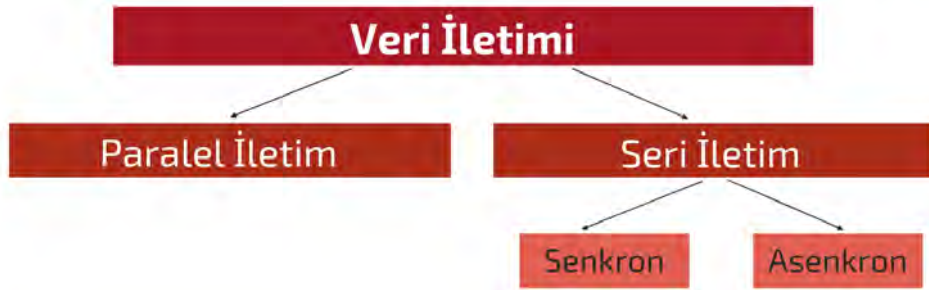 Veri İletimi
Paralel İletim
Seri İletim
Senkron
Asenkron